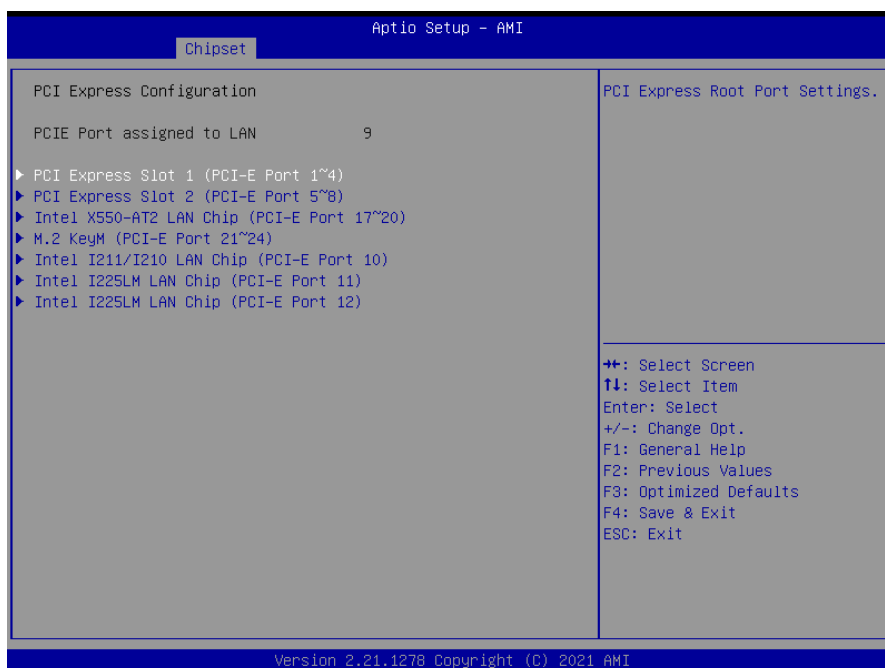 Aptio Setup – AMI
Chipset
PCI Express Configuration
PCIE Port assigned to LAN 9
▶ PCI Express Slot 1 (PCI-E Port 1~4)
▶ PCI Express Slot 2 (PCI-E Port 5~8)
▶ Intel X550-AT2 LAN Chip (PCI-E Port 17~20)
▶ M.2 KeyM (PCI-E Port 21~24)
▶ Intel I211/I210 LAN Chip (PCI-E Port 10)
▶ Intel I225LM LAN Chip (PCI-E Port 11)
▶ Intel I225LM LAN Chip (PCI-E Port 12)
PCI Express Root Port Settings.
→←: Select Screen
↑↓: Select Item
Enter: Select
+/-: Change Opt.
F1: General Help
F2: Previous Values
F3: Optimized Defaults
F4: Save & Exit
ESC: Exit
Version 2.21.1278 Copyright (C) 2021 AMI